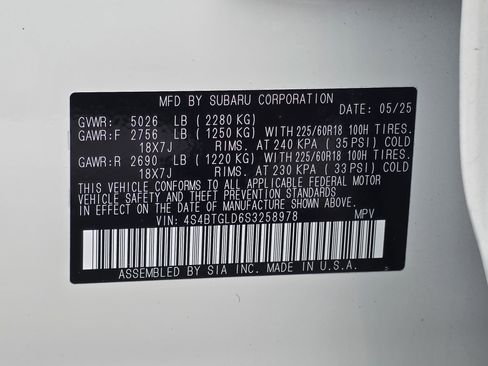 MFD BY SUBARU CORPORATION
DATE: 05/25
GVWR: 5026 LB (2280 KG)
GAWR:F 2756 LB (1250 KG) WITH 225/60R18 100H TIRES.
18X7J RIMS. AT 240 KPA (35 PSI) COLD
GAWR:R 2690 LB (1220 KG) WITH 225/60R18 100H TIRES.
18X7J RIMS. AT 230 KPA (33 PSI) COLD
THIS VEHICLE CONFORMS TO ALL APPLICABLE FEDERAL MOTOR
VEHICLE SAFETY AND THEFT PREVENTION STANDARDS
IN EFFECT ON THE DATE OF MANUFACTURE SHOWN ABOVE.
VIN: 4S4BTGLD6S3258978 MPV
ASSEMBLED BY SIA INC. MADE IN U.S.A.